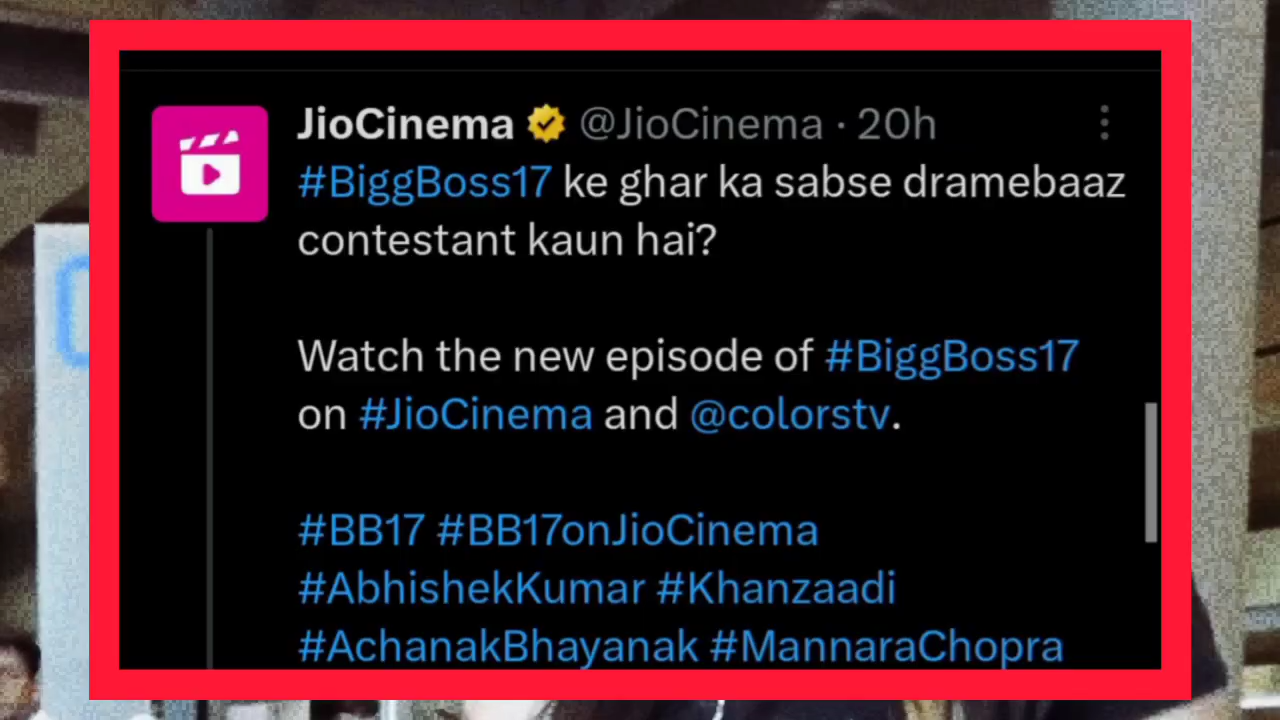 JioCinema @JioCinema · 20h
#BiggBoss17 ke ghar ka sabse dramebaaz
contestant kaun hai?
Watch the new episode of #BiggBoss17
on #JioCinema and @colorstv.
#BB17 #BB17onJioCinema
#AbhishekKumar #Khanzaadi
#AchanakBhayanak #MannaraChopra